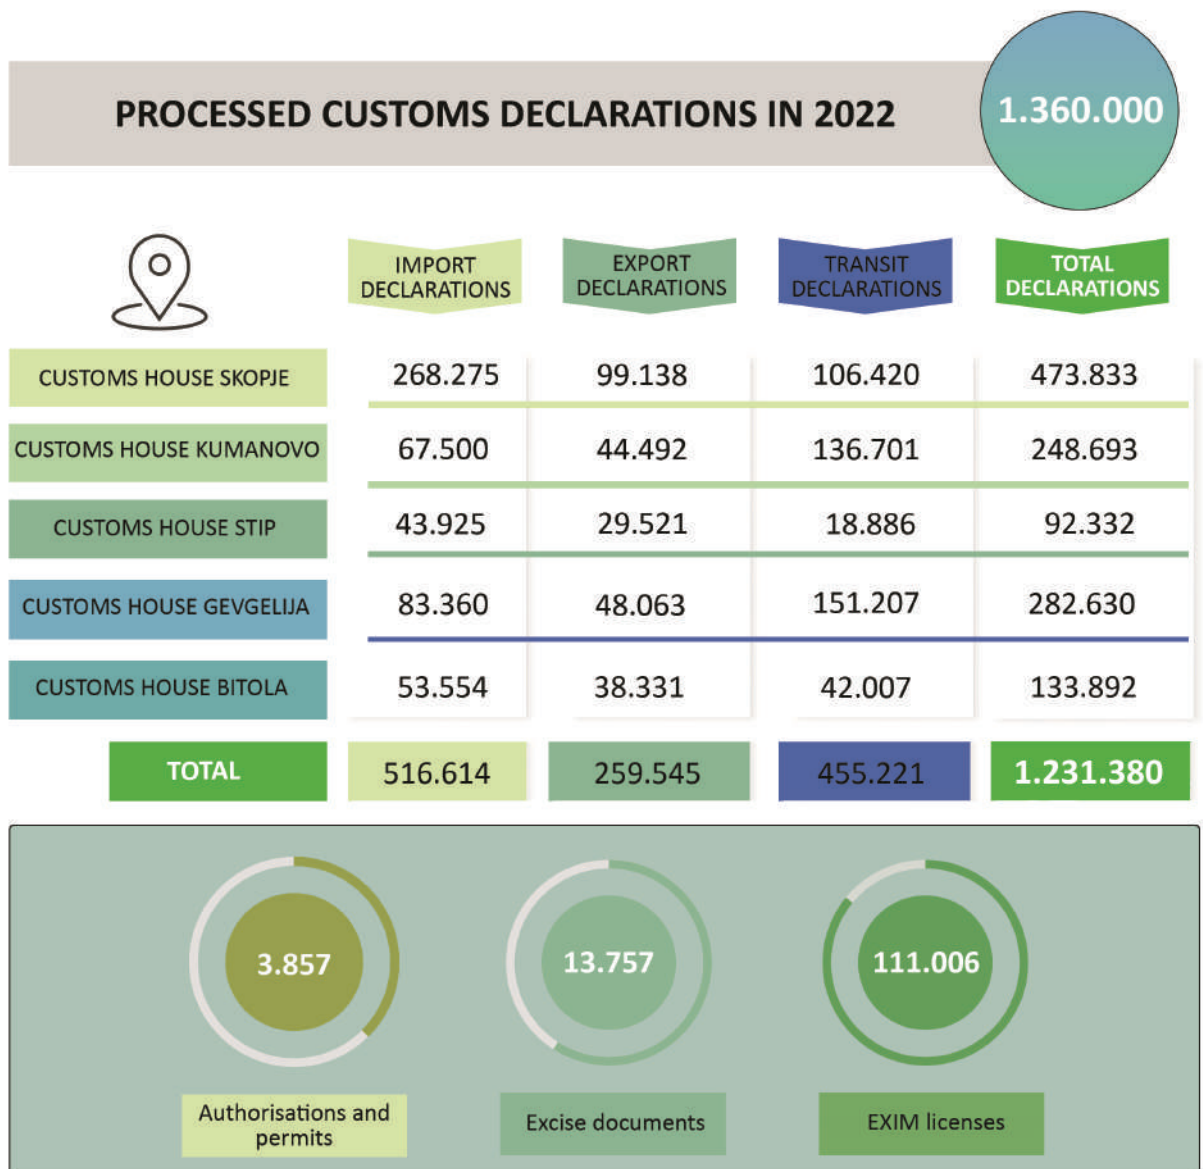 PROCESSED CUSTOMS DECLARATIONS IN 2022
1.360.000
IMPORT DECLARATIONS
EXPORT DECLARATIONS
TRANSIT DECLARATIONS
TOTAL DECLARATIONS
CUSTOMS HOUSE SKOPJE 268.275 99.138 106.420 473.833
CUSTOMS HOUSE KUMANOVO 67.500 44.492 136.701 248.693
CUSTOMS HOUSE STIP 43.925 29.521 18.886 92.332
CUSTOMS HOUSE GEVGELIJA 83.360 48.063 151.207 282.630
CUSTOMS HOUSE BITOLA 53.554 38.331 42.007 133.892
TOTAL 516.614 259.545 455.221 1.231.380
3.857 13.757 111.006
Authorisations and permits
Excise documents
EXIM licenses